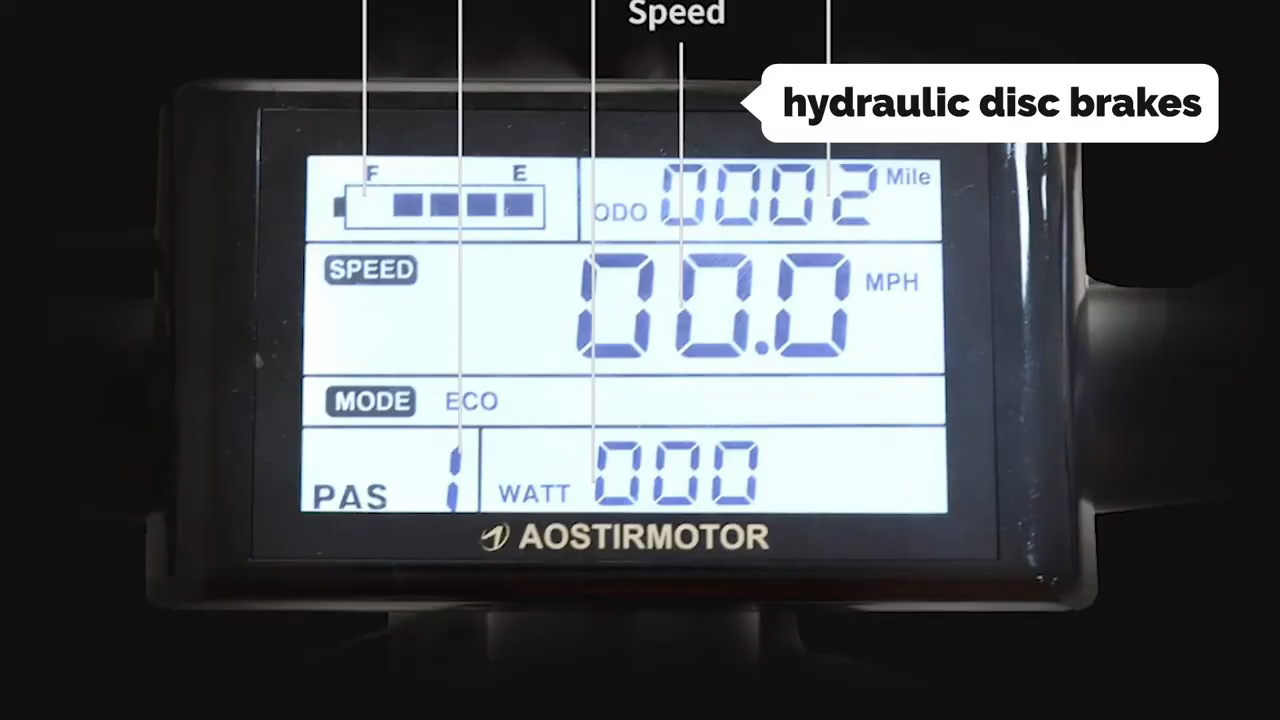 Speed
hydraulic disc brakes
F E
ODO 0002 Mile
SPEED 00.0 MPH
MODE ECO
PAS 1 WATT 000
AOSTIRMOTOR